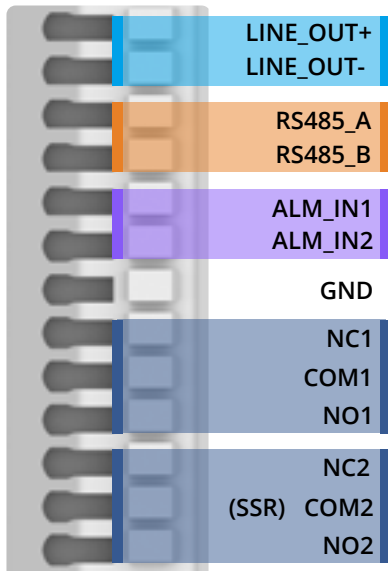 LINE_OUT+
LINE_OUT-
RS485_A
RS485_B
ALM_IN1
ALM_IN2
GND
NC1
COM1
NO1
NC2
(SSR) COM2
NO2